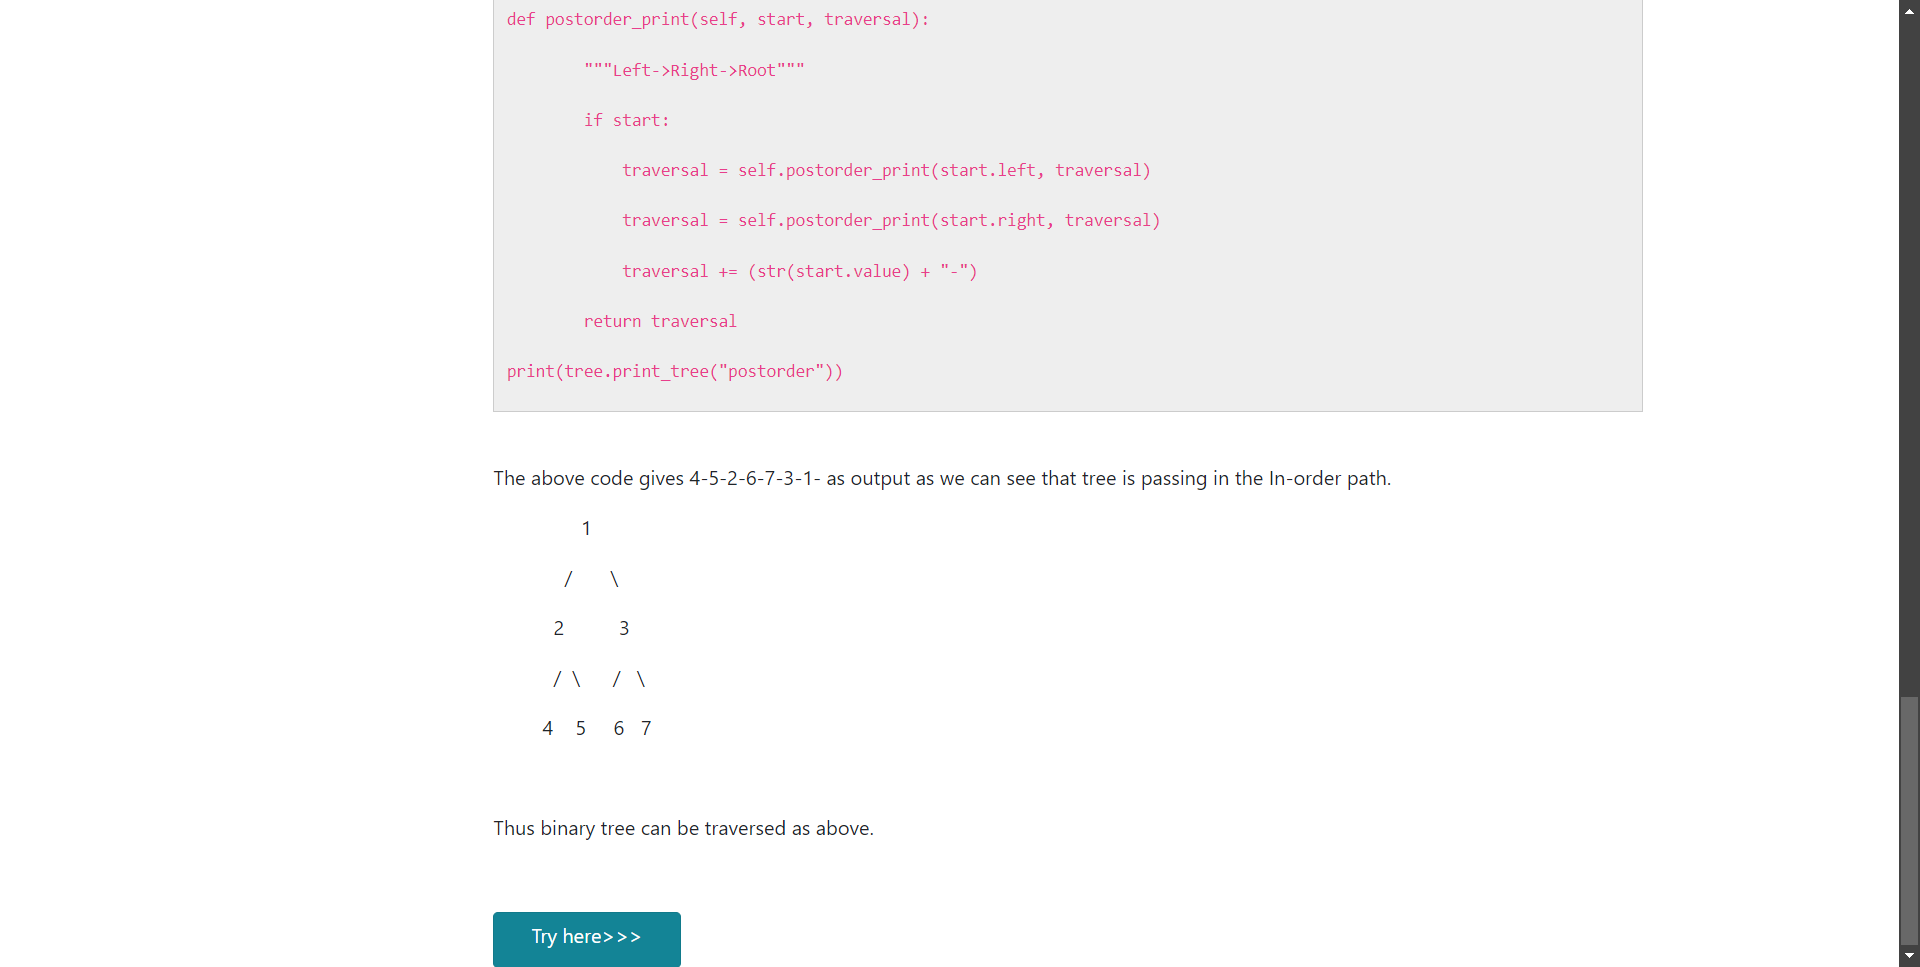 def postorder_print(self, start, traversal):
"""Left->Right->Root"""
if start:
traversal = self.postorder_print(start.left, traversal)
traversal = self.postorder_print(start.right, traversal)
traversal += (str(start.value) + "-")
return traversal
print(tree.print_tree("postorder"))
The above code gives 4-5-2-6-7-3-1- as output as we can see that tree is passing in the In-order path.
1
/ \
2 3
/ \ / \
4 5 6 7
Thus binary tree can be traversed as above.
Try here>>>